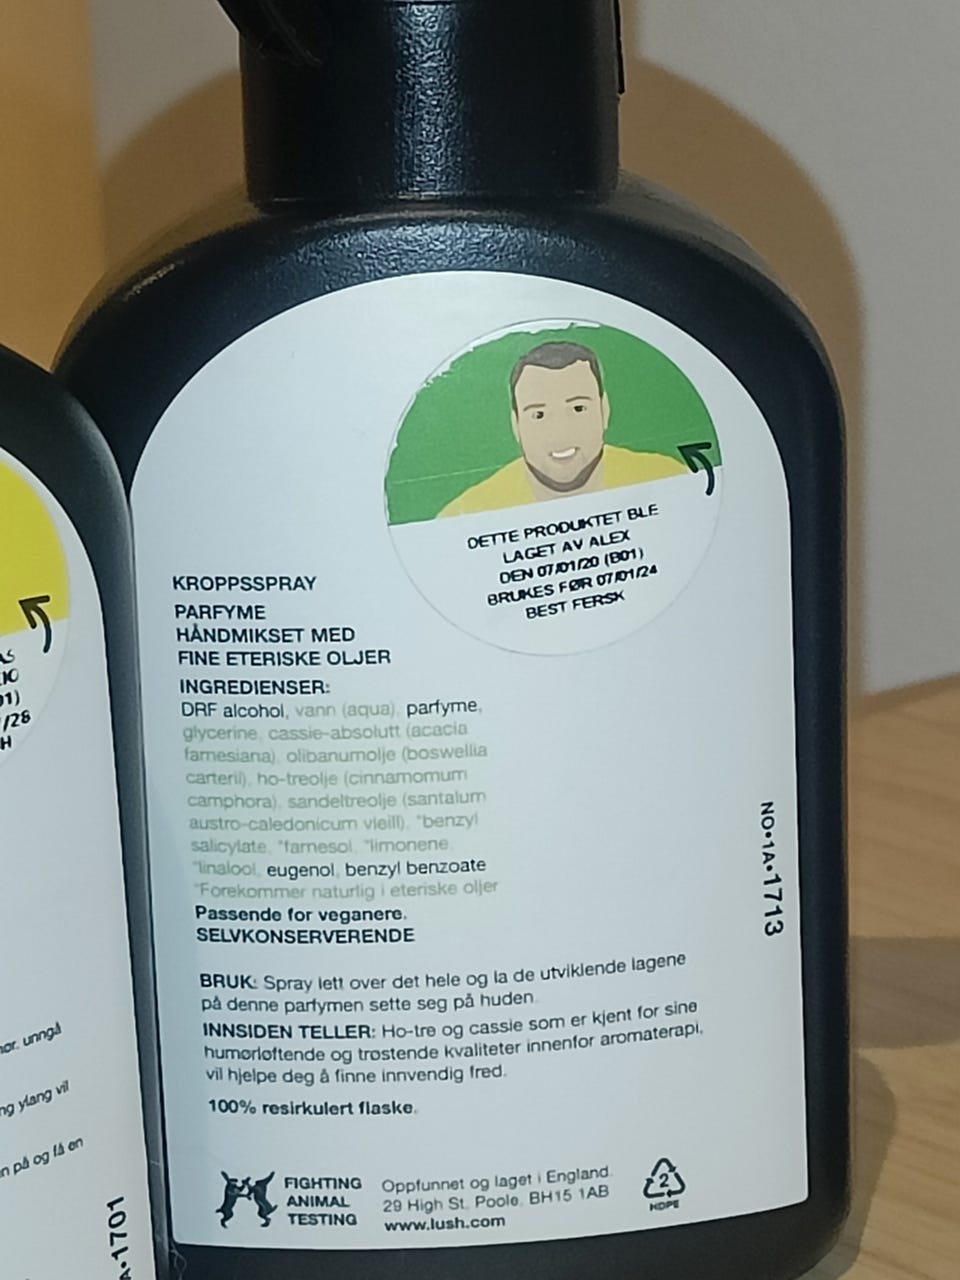 DETTE PRODUKTET BLE
LAGET AV ALEX
DEN 07/01/20 (B01)
BRUKES FØR 07/01/24
BEST FERSK
KROPPSSPRAY
PARFYME
HÅNDMIKSET MED
FINE ETERISKE OLJER
INGREDIENSER:
DRF alcohol, vann (aqua), parfyme,
glycerine, cassie-absolutt (acacia
farnesiana), olibanumolje (boswellia
carterii), ho-treolje (cinnamomum
camphora), sandeltreolje (santalum
austro-caledonicum vieill), *benzyl
salicylate, *farnesol, *limonene,
*linalool, eugenol, benzyl benzoate
*Forekommer naturlig i eteriske oljer
Passende for veganere.
SELVKONSERVERENDE
BRUK: Spray lett over det hele og la de utviklende lagene
på denne parfymen sette seg på huden.
INNSIDEN TELLER: Ho-tre og cassie som er kjent for sine
humørløftende og trøstende kvaliteter innenfor aromaterapi,
vil hjelpe deg å finne innvendig fred.
100% resirkulert flaske.
FIGHTING
ANIMAL
TESTING
Oppfunnet og laget i England.
29 High St, Poole, BH15 1AB
www.lush.com
2
HDPE
NO•1A•1713
/28
H
unngå
ylang vil
på og få en
A•1701